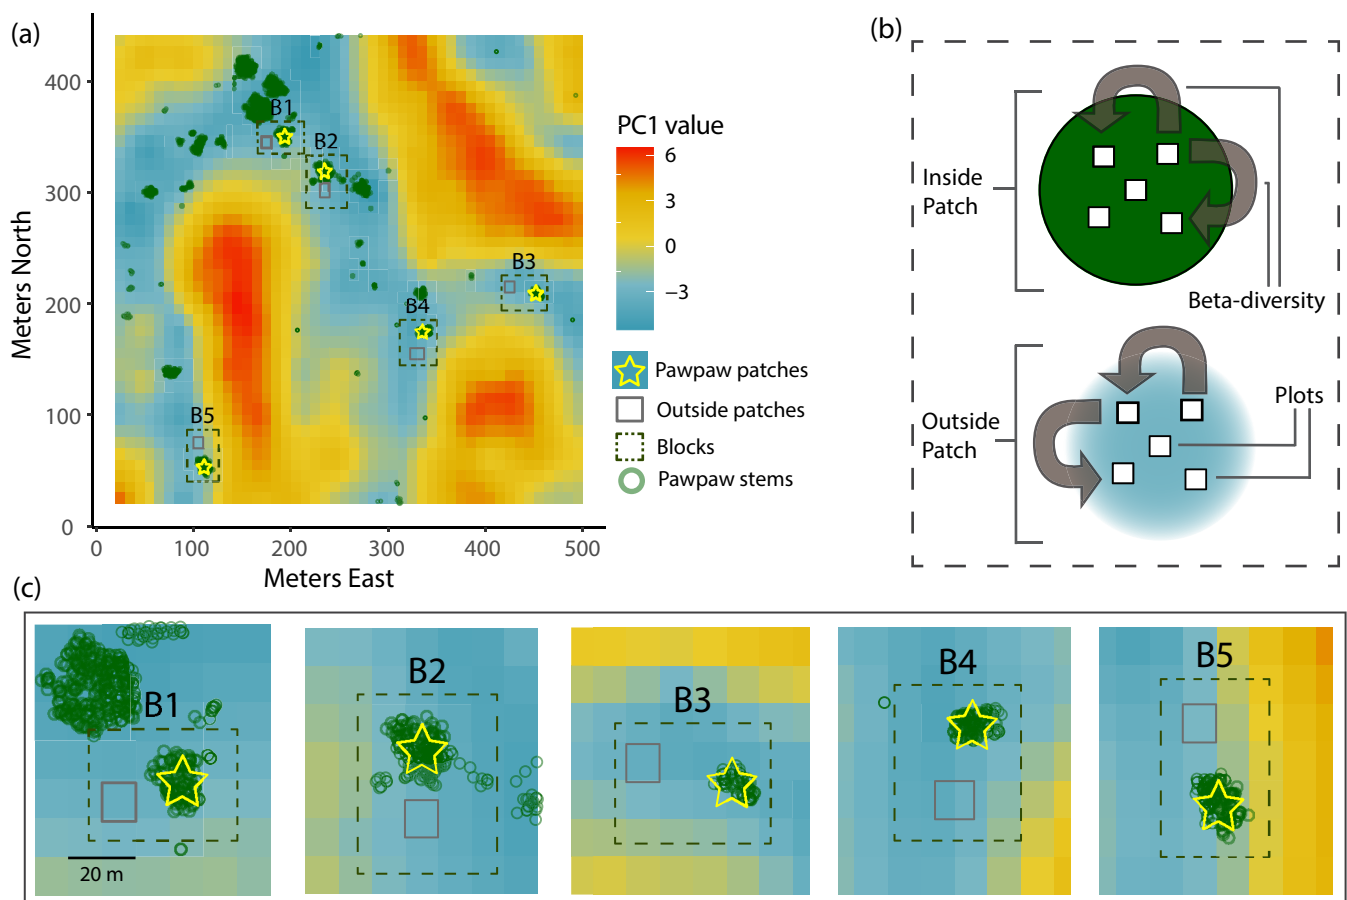 (a)
Meters North
400
300
200
100
0
0 100 200 300 400 500
Meters East
B1
B2
B3
B4
B5
PC1 value
6
3
0
−3
Pawpaw patches
Outside patches
Blocks
Pawpaw stems
(b)
Inside
Patch
Beta-diversity
Outside
Patch
Plots
(c)
B1
20 m
B2
B3
B4
B5